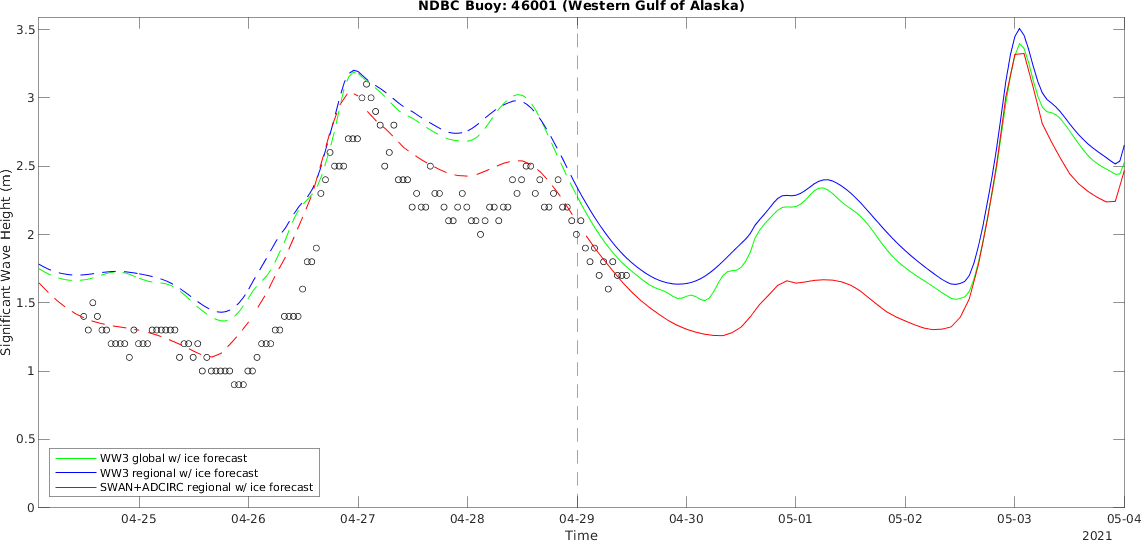 NDBC Buoy: 46001 (Western Gulf of Alaska)
Significant Wave Height (m)
3.5
3
2.5
2
1.5
1
0.5
0
WW3 global w/ ice forecast
WW3 regional w/ ice forecast
SWAN+ADCIRC regional w/ ice forecast
04-25 04-26 04-27 04-28 04-29 04-30 05-01 05-02 05-03 05-04
Time
2021